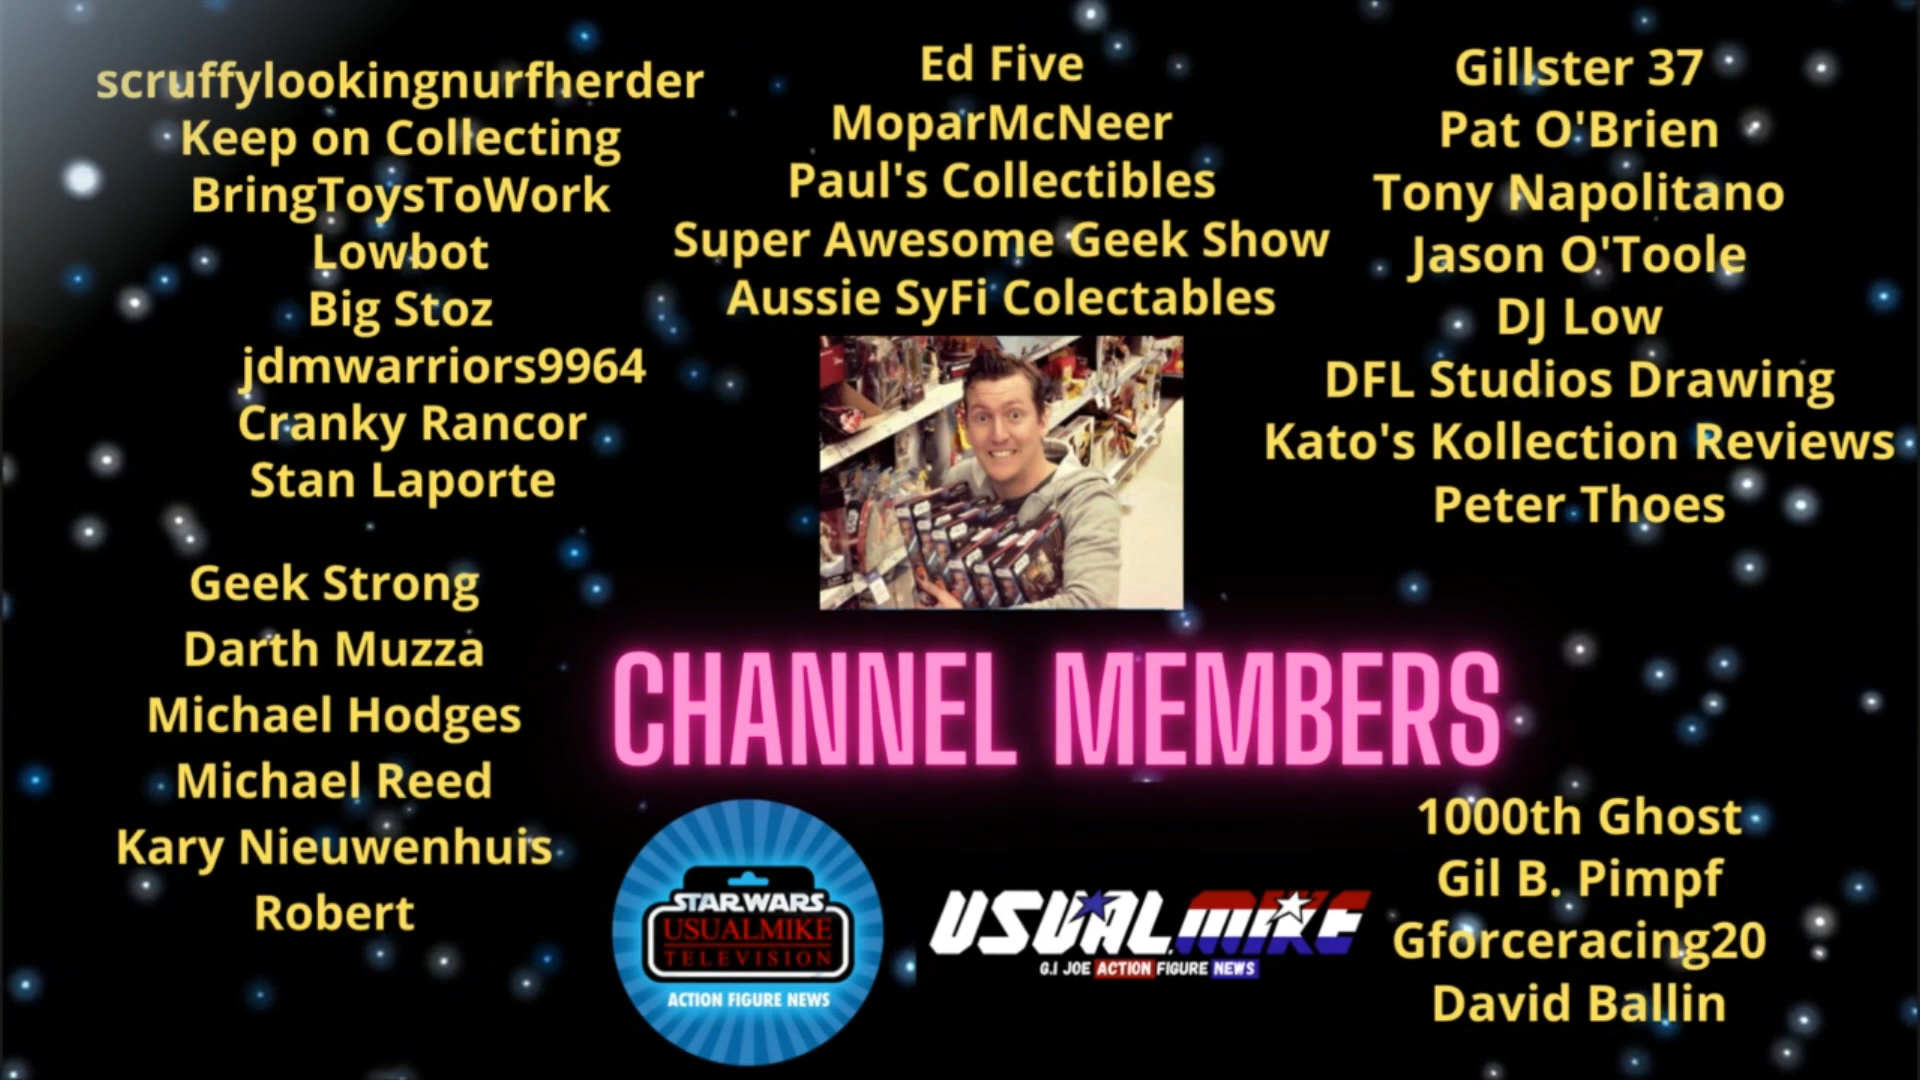 scruffylookingnurfherder
Keep on Collecting
BringToysToWork
Lowbot
Big Stoz
jdmwarriors9964
Cranky Rancor
Stan Laporte
Geek Strong
Darth Muzza
Michael Hodges
Michael Reed
Kary Nieuwenhuis
Robert
Ed Five
MoparMcNeer
Paul's Collectibles
Super Awesome Geek Show
Aussie SyFi Colectables
Gillster 37
Pat O'Brien
Tony Napolitano
Jason O'Toole
DJ Low
DFL Studios Drawing
Kato's Kollection Reviews
Peter Thoes
CHANNEL MEMBERS
STAR WARS
USUALMIKE
TELEVISION
ACTION FIGURE NEWS
USUAL MIKE
G.I JOE ACTION FIGURE NEWS
1000th Ghost
Gil B. Pimpf
Gforceracing20
David Ballin